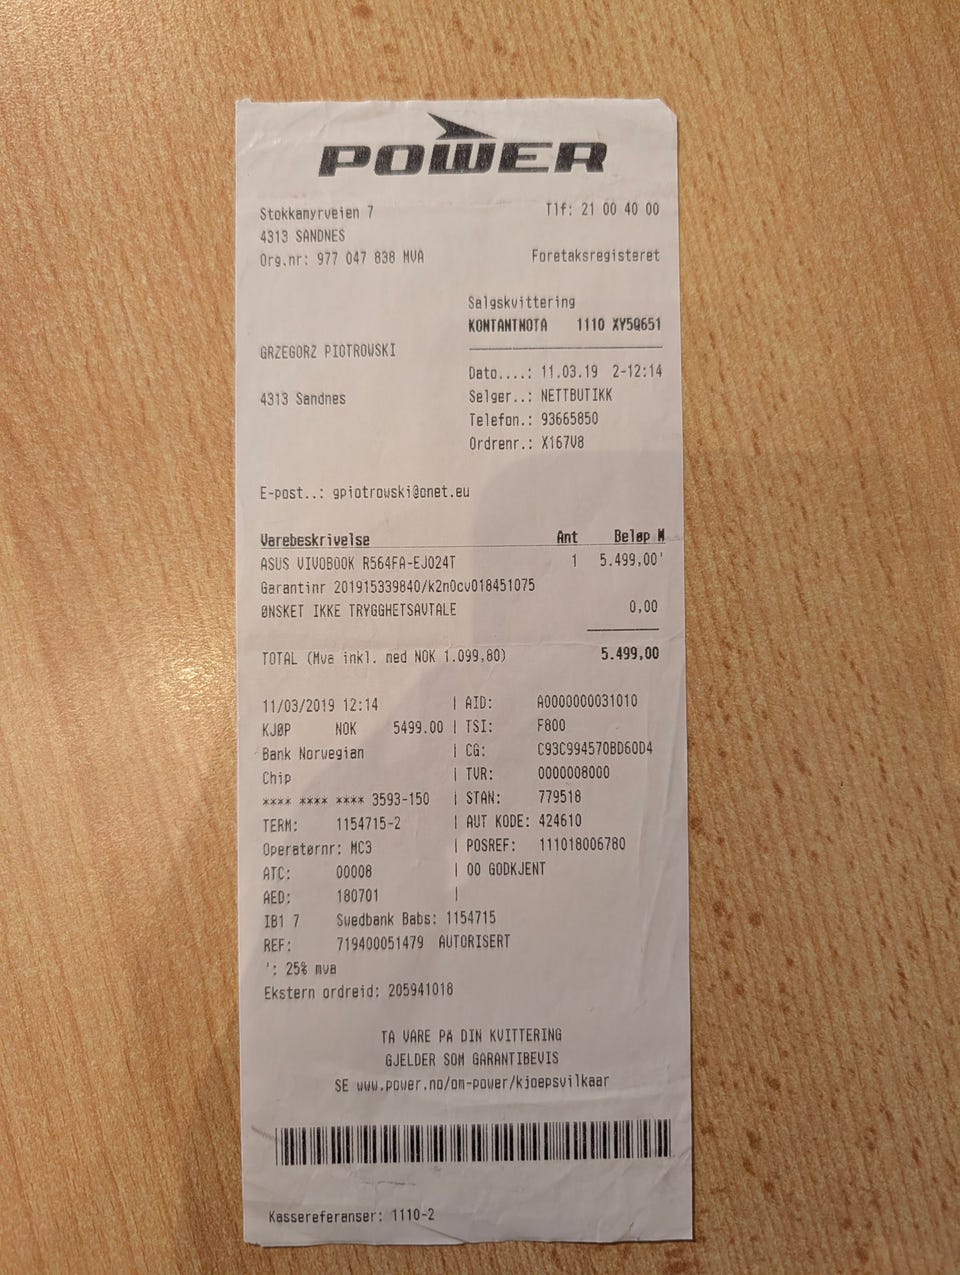 POWER
Stokkamyrveien 7 Tlf: 21 00 40 00
4313 SANDNES
Org.nr: 977 047 838 MVA Foretaksregisteret
Salgskvittering
KONTANTNOTA 1110 XY5Q651
GRZEGORZ PIOTROWSKI
Dato....: 11.03.19 2-12:14
4313 Sandnes Selger..: NETTBUTIKK
Telefon.: 93665850
Ordrenr.: X167V8
E-post..: gpiotrowski@onet.eu
Varebeskrivelse Ant Beløp M
ASUS VIVOBOOK R564FA-EJ024T 1 5.499,00'
Garantinr 201915339840/k2n0cv018451075
ØNSKET IKKE TRYGGHETSAVTALE 0,00
TOTAL (Mva inkl. med NOK 1.099,80) 5.499,00
11/03/2019 12:14 | AID: A0000000031010
KJØP NOK 5499.00 | TSI: F800
Bank Norwegian | CG: C93C994570BD60D4
Chip | TVR: 0000008000
**** **** **** 3593-150 | STAN: 779518
TERM: 1154715-2 | AUT KODE: 424610
Operatørnr: MC3 | POSREF: 111018006780
ATC: 00008 | 00 GODKJENT
AED: 180701 |
IB1 7 Swedbank Babs: 1154715
REF: 719400051479 AUTORISERT
': 25% mva
Ekstern ordreid: 205941018
TA VARE PÅ DIN KVITTERING
GJELDER SOM GARANTIBEVIS
SE www.power.no/om-power/kjoepsvilkaar
Kassereferanser: 1110-2